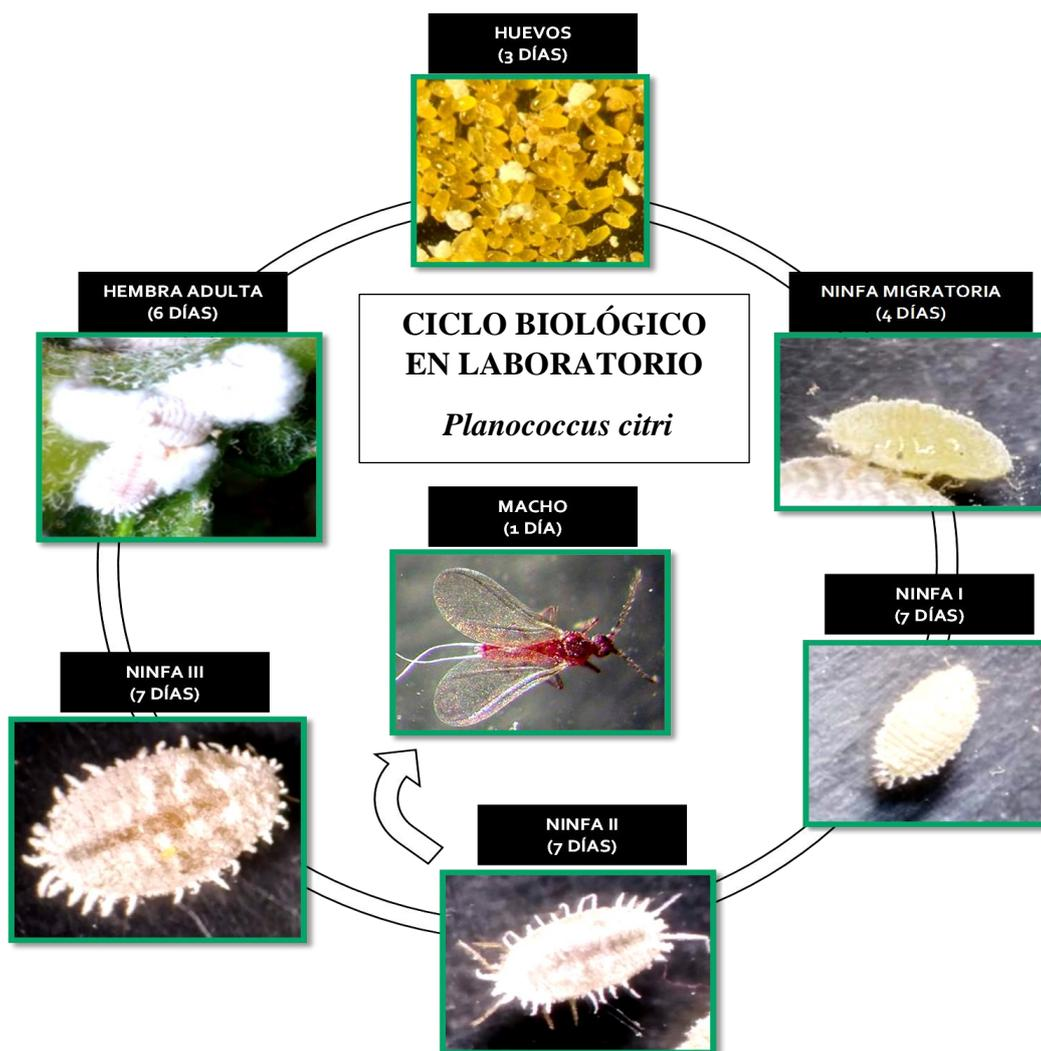 HUEVOS
(3 DÍAS)
HEMBRA ADULTA
(6 DÍAS)
CICLO BIOLÓGICO
EN LABORATORIO
Planococcus citri
NINFA MIGRATORIA
(4 DÍAS)
MACHO
(1 DÍA)
NINFA I
(7 DÍAS)
NINFA III
(7 DÍAS)
NINFA II
(7 DÍAS)